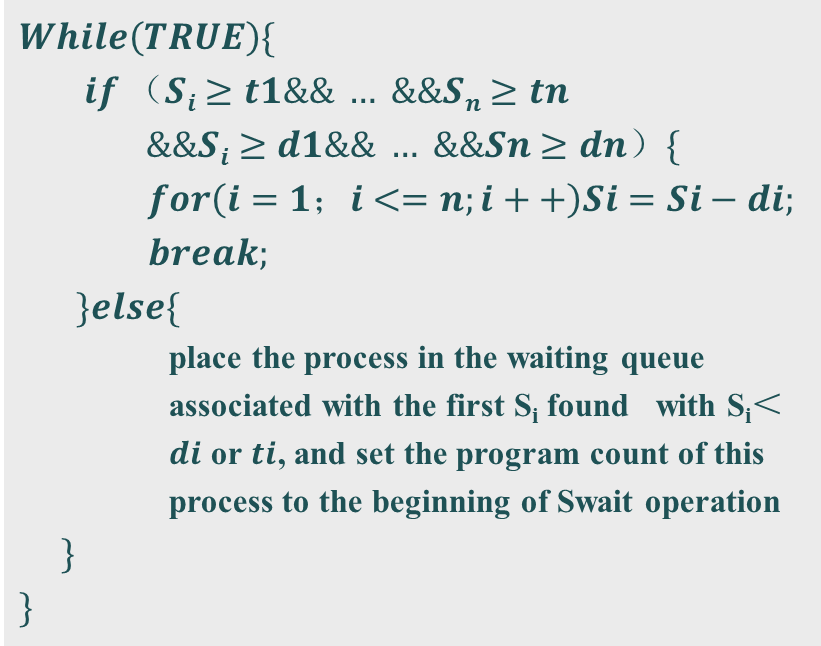 While(TRUE){
if （Si ≥ t1&& … &&Sn ≥ tn
&&Si ≥ d1&& … &&Sn ≥ dn）{
for(i = 1；i <= n;i + +)Si = Si − di;
break;
}else{
place the process in the waiting queue
associated with the first Si found with Si＜
di or ti, and set the program count of this
process to the beginning of Swait operation
}
}